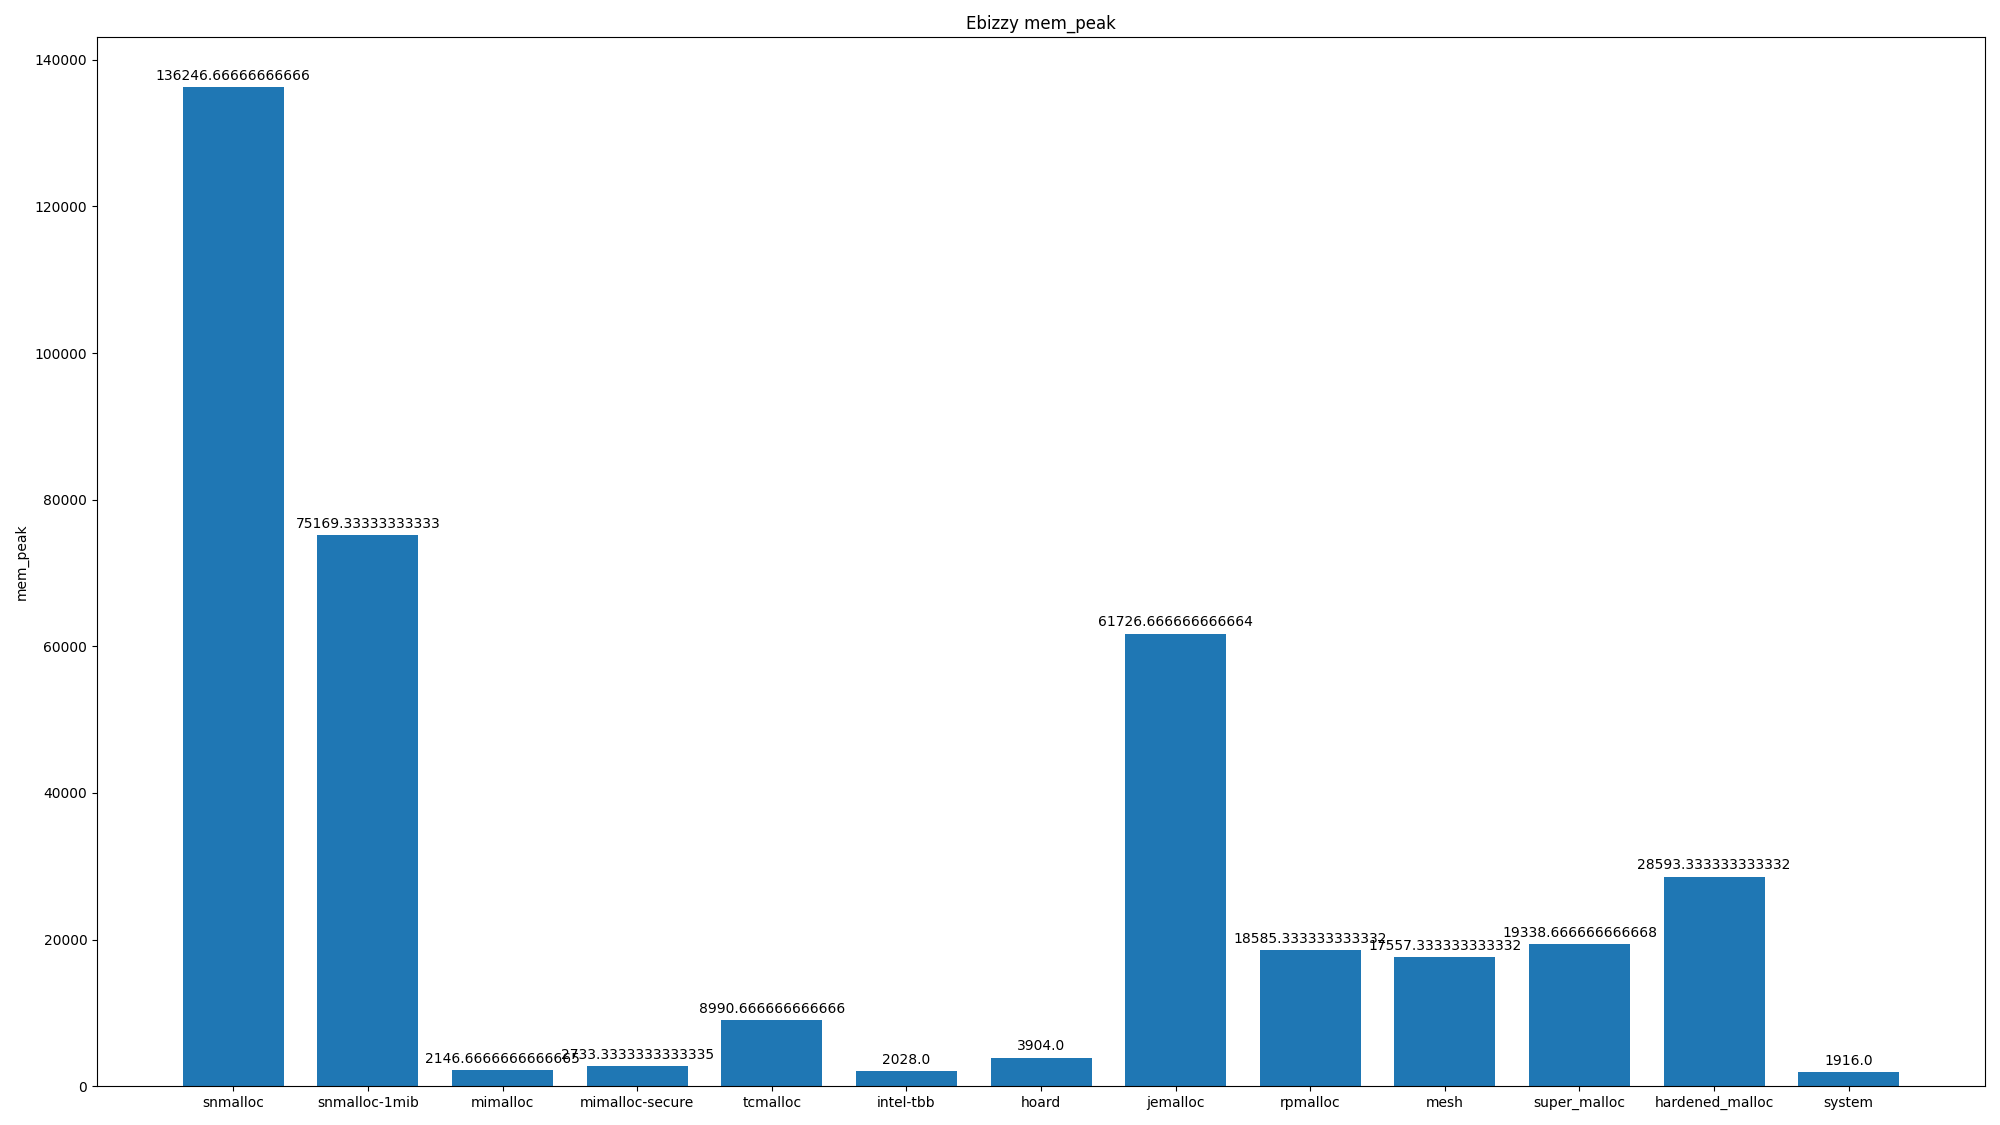 Ebizzy mem_peak
mem_peak
140000
120000
100000
80000
60000
40000
20000
0
136246.66666666666
75169.33333333333
2146.6666666666665
2733.3333333333335
8990.666666666666
2028.0
3904.0
61726.666666666664
18585.333333333332
17557.333333333332
19338.666666666668
28593.333333333332
1916.0
snmalloc
snmalloc-1mib
mimalloc
mimalloc-secure
tcmalloc
intel-tbb
hoard
jemalloc
rpmalloc
mesh
super_malloc
hardened_malloc
system